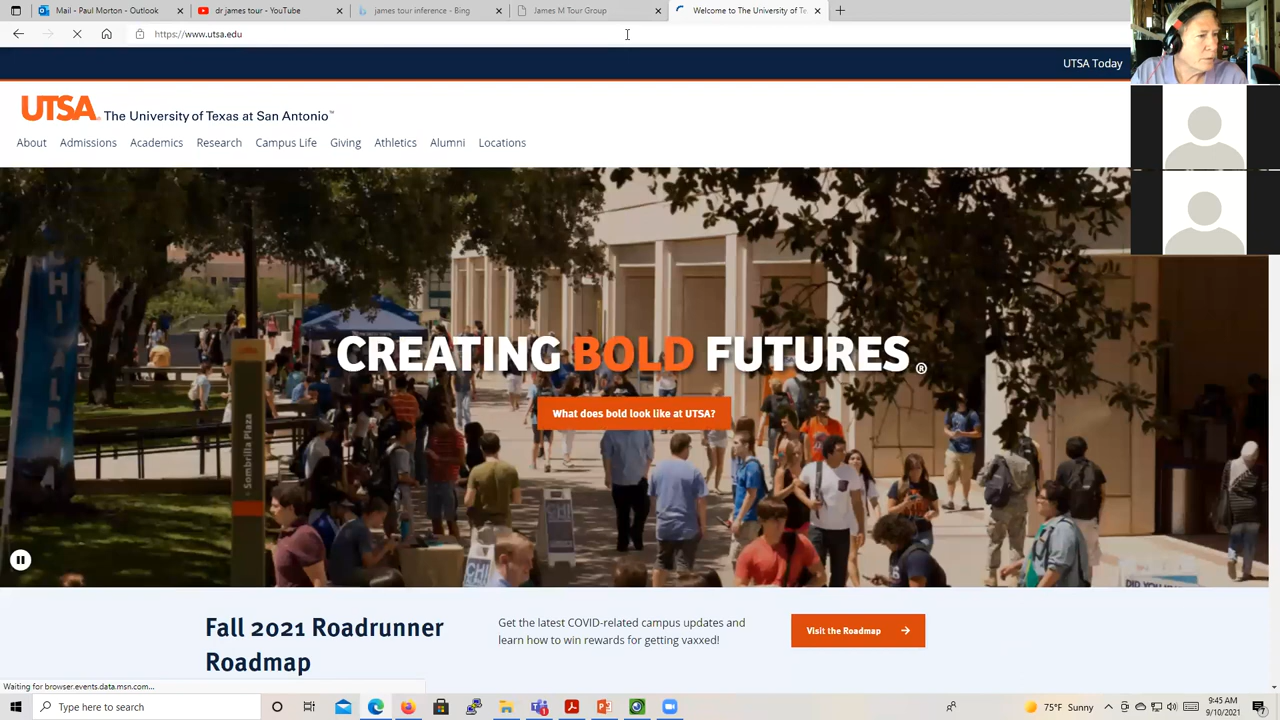 Mail - Paul Morton - Outlook
dr james tour - YouTube
james tour inference - Bing
James M Tour Group
Welcome to The University of Te
https://www.utsa.edu
UTSA Today
UTSA. The University of Texas at San Antonio™
About Admissions Academics Research Campus Life Giving Athletics Alumni Locations
CREATING BOLD FUTURES®
What does bold look like at UTSA?
Sombrilla Plaza
Fall 2021 Roadrunner
Roadmap
Get the latest COVID-related campus updates and
learn how to win rewards for getting vaxxed!
Visit the Roadmap
Waiting for browser.events.data.msn.com...
Type here to search
75°F Sunny
9:45 AM
9/10/2021